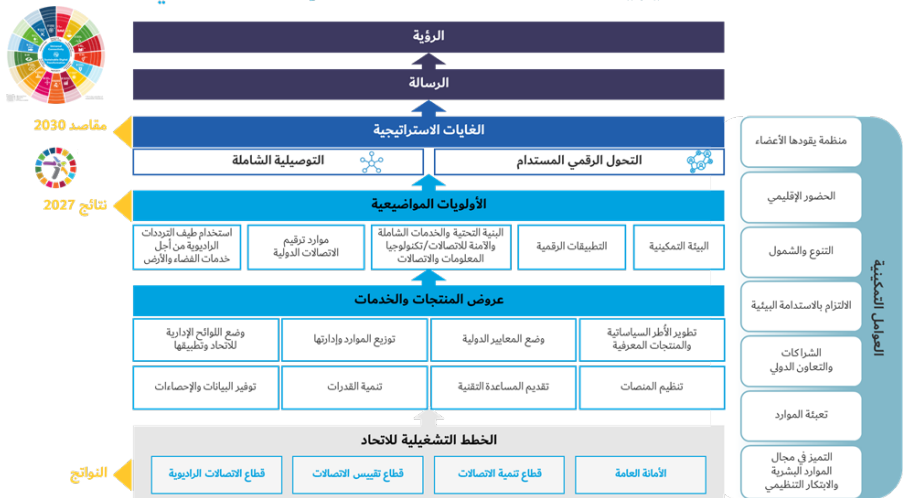 الرؤية
الرسالة
مقاصد 2030
الغايات الاستراتيجية
التحول الرقمي المستدام
التوصيلية الشاملة
نتائج 2027
الأولويات المواضيعية
البيئة التمكينية
التطبيقات الرقمية
البنية التحتية والخدمات الشاملة
والآمنة للاتصالات/تكنولوجيا
المعلومات والاتصالات
موارد ترقيم
الاتصالات الدولية
استخدام طيف الترددات
الراديوية من أجل
خدمات الفضاء والأرض
عروض المنتجات والخدمات
تطوير الأطر السياساتية
والمنتجات المعرفية
وضع المعايير الدولية
توزيع الموارد وإدارتها
وضع اللوائح الإدارية
للاتحاد وتطبيقها
تنظيم المنصات
تقديم المساعدة التقنية
تنمية القدرات
توفير البيانات والإحصاءات
الخطط التشغيلية للاتحاد
النواتج
الأمانة العامة
قطاع تنمية الاتصالات
قطاع تقييس الاتصالات
قطاع الاتصالات الراديوية
العوامل التمكينية
منظمة يقودها الأعضاء
الحضور الإقليمي
التنوع والشمول
الالتزام بالاستدامة البيئية
الشراكات
والتعاون الدولي
تعبئة الموارد
التميز في مجال
الموارد البشرية
والابتكار التنظيمي